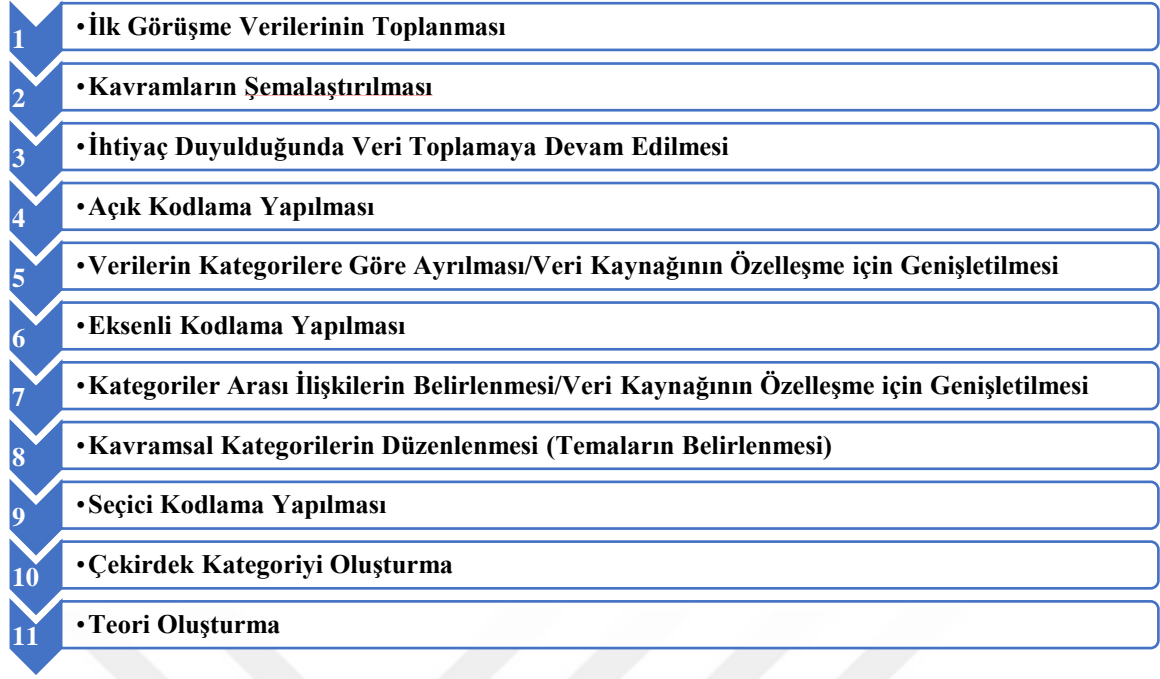 1 •İlk Görüşme Verilerinin Toplanması
2 •Kavramların Şemalaştırılması
3 •İhtiyaç Duyulduğunda Veri Toplamaya Devam Edilmesi
4 •Açık Kodlama Yapılması
5 •Verilerin Kategorilere Göre Ayrılması/Veri Kaynağının Özelleşme için Genişletilmesi
6 •Eksenli Kodlama Yapılması
7 •Kategoriler Arası İlişkilerin Belirlenmesi/Veri Kaynağının Özelleşme için Genişletilmesi
8 •Kavramsal Kategorilerin Düzenlenmesi (Temaların Belirlenmesi)
9 •Seçici Kodlama Yapılması
10 •Çekirdek Kategoriyi Oluşturma
11 •Teori Oluşturma